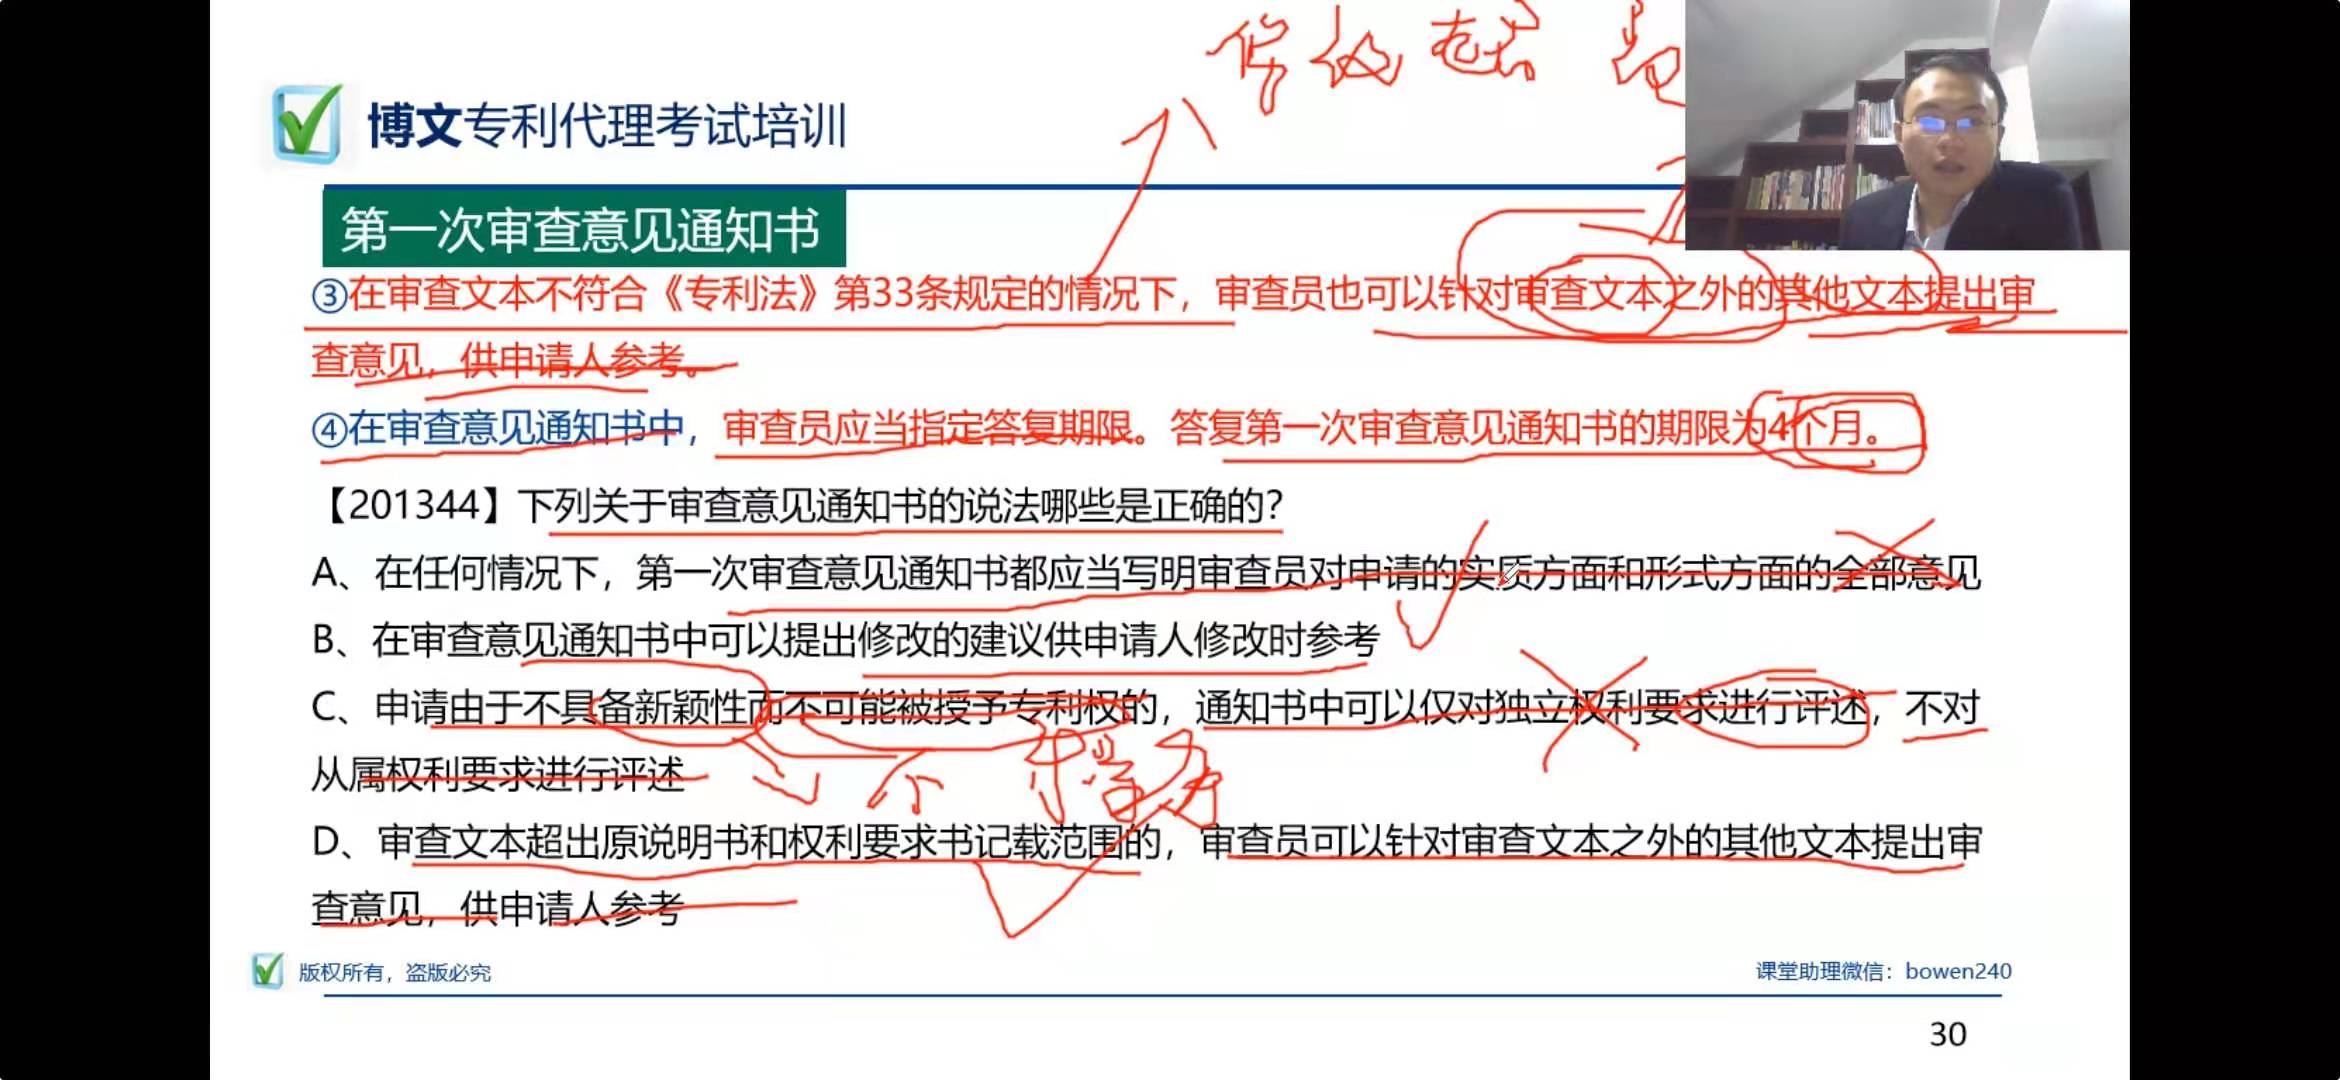 博文专利代理考试培训
第一次审查意见通知书
③在审查文本不符合《专利法》第33条规定的情况下，审查员也可以针对审查文本之外的其他文本提出审
查意见，供申请人参考。
④在审查意见通知书中，审查员应当指定答复期限。答复第一次审查意见通知书的期限为4个月。
【201344】下列关于审查意见通知书的说法哪些是正确的？
A、在任何情况下，第一次审查意见通知书都应当写明审查员对申请的实质方面和形式方面的全部意见
B、在审查意见通知书中可以提出修改的建议供申请人修改时参考
C、申请由于不具备新颖性而不可能被授予专利权的，通知书中可以仅对独立权利要求进行评述，不对
从属权利要求进行评述
D、审查文本超出原说明书和权利要求书记载范围的，审查员可以针对审查文本之外的其他文本提出审
查意见，供申请人参考
版权所有，盗版必究
课堂助理微信：bowen240
30